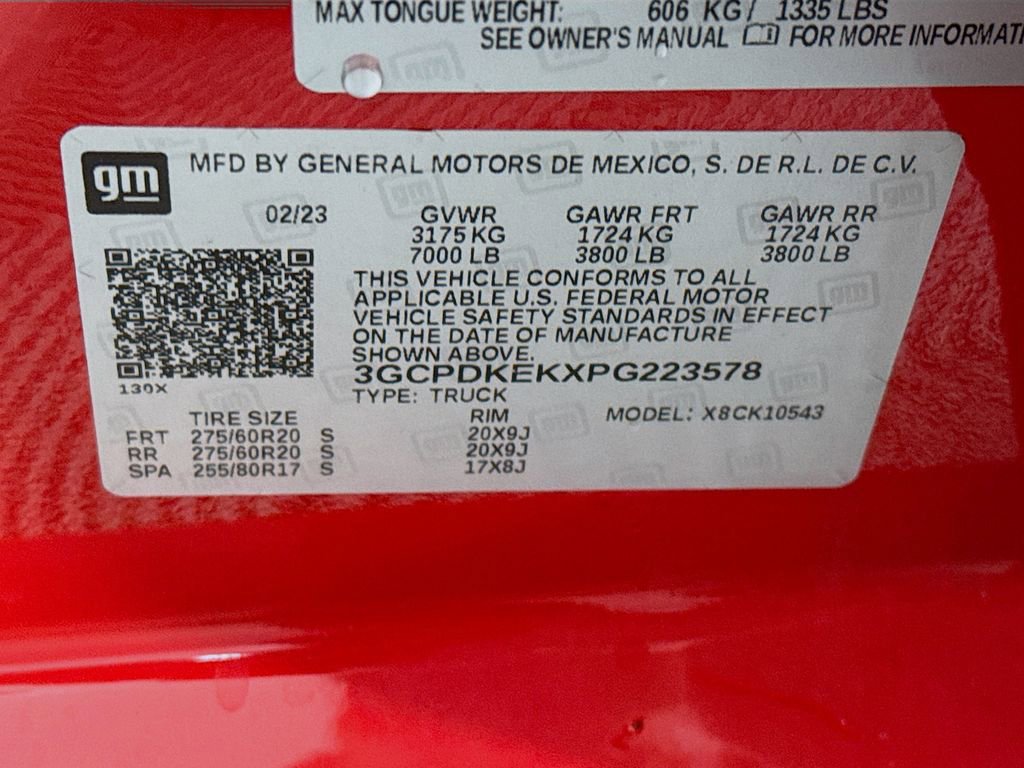 MAX TONGUE WEIGHT: 606 KG / 1335 LBS
SEE OWNER'S MANUAL FOR MORE
gm
MFD BY GENERAL MOTORS DE MEXICO, S. DE R.L. DE C.V.
02/23 GVWR GAWR FRT GAWR RR
3175 KG 1724 KG 1724 KG
7000 LB 3800 LB 3800 LB
THIS VEHICLE CONFORMS TO ALL
APPLICABLE U.S. FEDERAL MOTOR
VEHICLE SAFETY STANDARDS IN EFFECT
ON THE DATE OF MANUFACTURE
SHOWN ABOVE.
3GCPDKEKXPG223578
130X
TYPE: TRUCK
TIRE SIZE RIM MODEL: X8CK10543
FRT 275/60R20 S 20X9J
RR 275/60R20 S 20X9J
SPA 255/80R17 S 17X8J